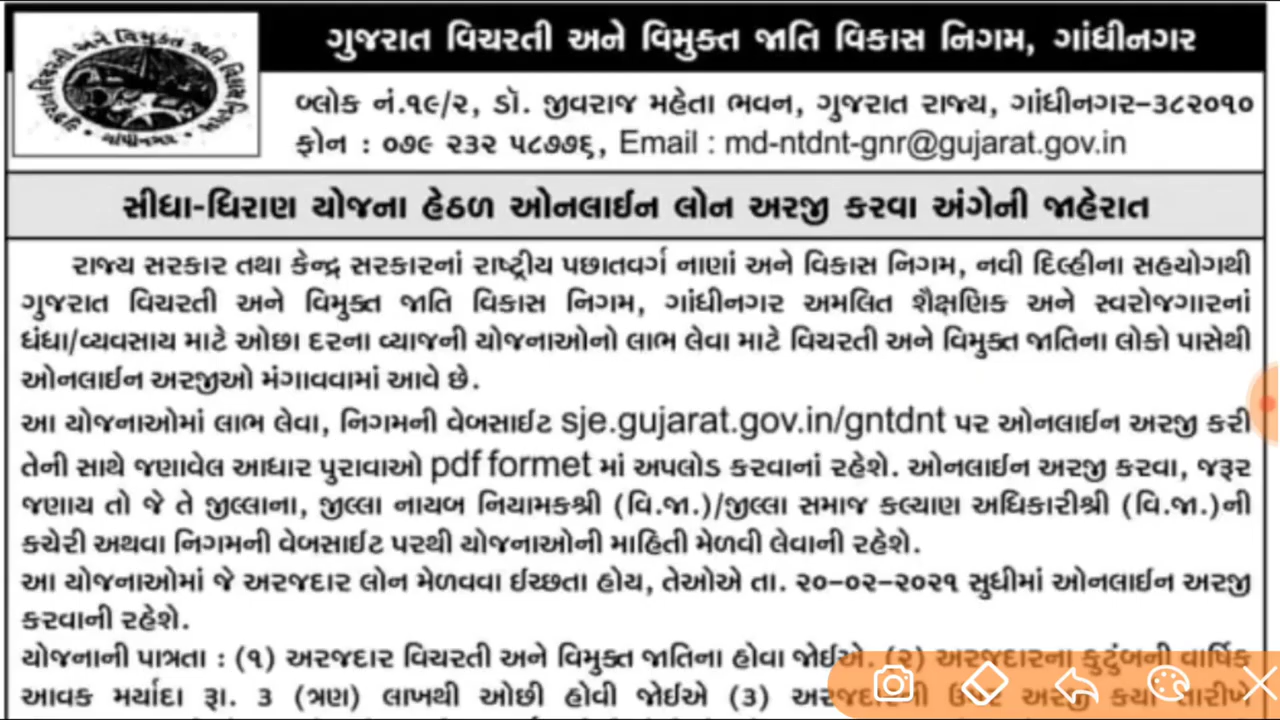 ગુજરાત વિચરતી અને વિમુક્ત જાતિ વિકાસ નિગમ, ગાંધીનગર
બ્લોક નં.૧૯/૨, ડૉ. જીવરાજ મહેતા ભવન, ગુજરાત રાજ્ય, ગાંધીનગર-૩૮૨૦૧૦
ફોન : ૦૭૯ ૨૩૨ ૫૮૭૭૬, Email : md-ntdnt-gnr@gujarat.gov.in
સીધા-ધિરાણ યોજના હેઠળ ઓનલાઈન લોન અરજી કરવા અંગેની જાહેરાત
રાજ્ય સરકાર તથા કેન્દ્ર સરકારનાં રાષ્ટ્રીય પછાતવર્ગ નાણાં અને વિકાસ નિગમ, નવી દિલ્હીના સહયોગથી
ગુજરાત વિચરતી અને વિમુક્ત જાતિ વિકાસ નિગમ, ગાંધીનગર અમલિત શૈક્ષણિક અને સ્વરોજગારનાં
ધંધા/વ્યવસાય માટે ઓછા દરના વ્યાજની યોજનાઓનો લાભ લેવા માટે વિચરતી અને વિમુક્ત જાતિના લોકો પાસેથી
ઓનલાઈન અરજીઓ મંગાવવામાં આવે છે.
આ યોજનાઓમાં લાભ લેવા, નિગમની વેબસાઈટ sje.gujarat.gov.in/gntdnt પર ઓનલાઈન અરજી કરી
તેની સાથે જણાવેલ આધાર પુરાવાઓ pdf formet માં અપલોડ કરવાનાં રહેશે. ઓનલાઈન અરજી કરવા, જરૂર
જણાય તો જે તે જીલ્લાના, જીલ્લા નાયબ નિયામકશ્રી (વિ.જા.)/જીલ્લા સમાજ કલ્યાણ અધિકારીશ્રી (વિ.જા.)ની
કચેરી અથવા નિગમની વેબસાઈટ પરથી યોજનાઓની માહિતી મેળવી લેવાની રહેશે.
આ યોજનાઓમાં જે અરજદાર લોન મેળવવા ઈચ્છતા હોય, તેઓએ તા. ૨૦-૦૨-૨૦૨૧ સુધીમાં ઓનલાઈન અરજી
કરવાની રહેશે.
યોજનાની પાત્રતા : (૧) અરજદાર વિચરતી અને વિમુક્ત જાતિના હોવા જોઈએ. (૨) અરજદારના કુટુંબની વાર્ષિક
આવક મર્યાદા રૂા. ૩ (ત્રણ) લાખથી ઓછી હોવી જોઈએ (૩) અરજદારની ઉંમર અરજી કર્યા તારીખે